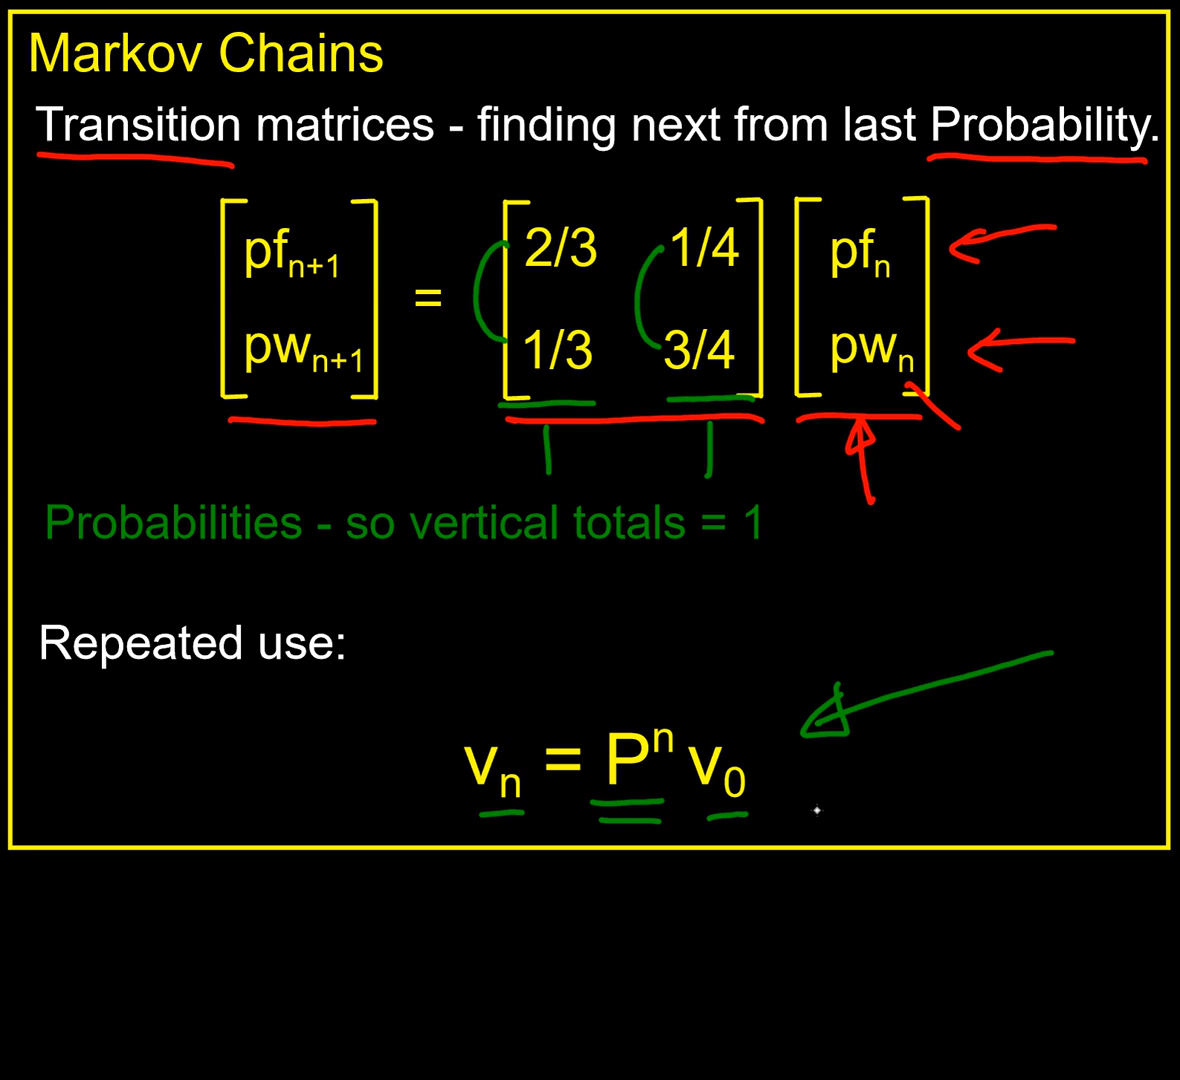 Markov Chains
Transition matrices - finding next from last Probability.
pfₙ₊₁ 2/3 1/4 pfₙ
=
pwₙ₊₁ 1/3 3/4 pwₙ
Probabilities - so vertical totals = 1
Repeated use:
vₙ = Pⁿ v₀